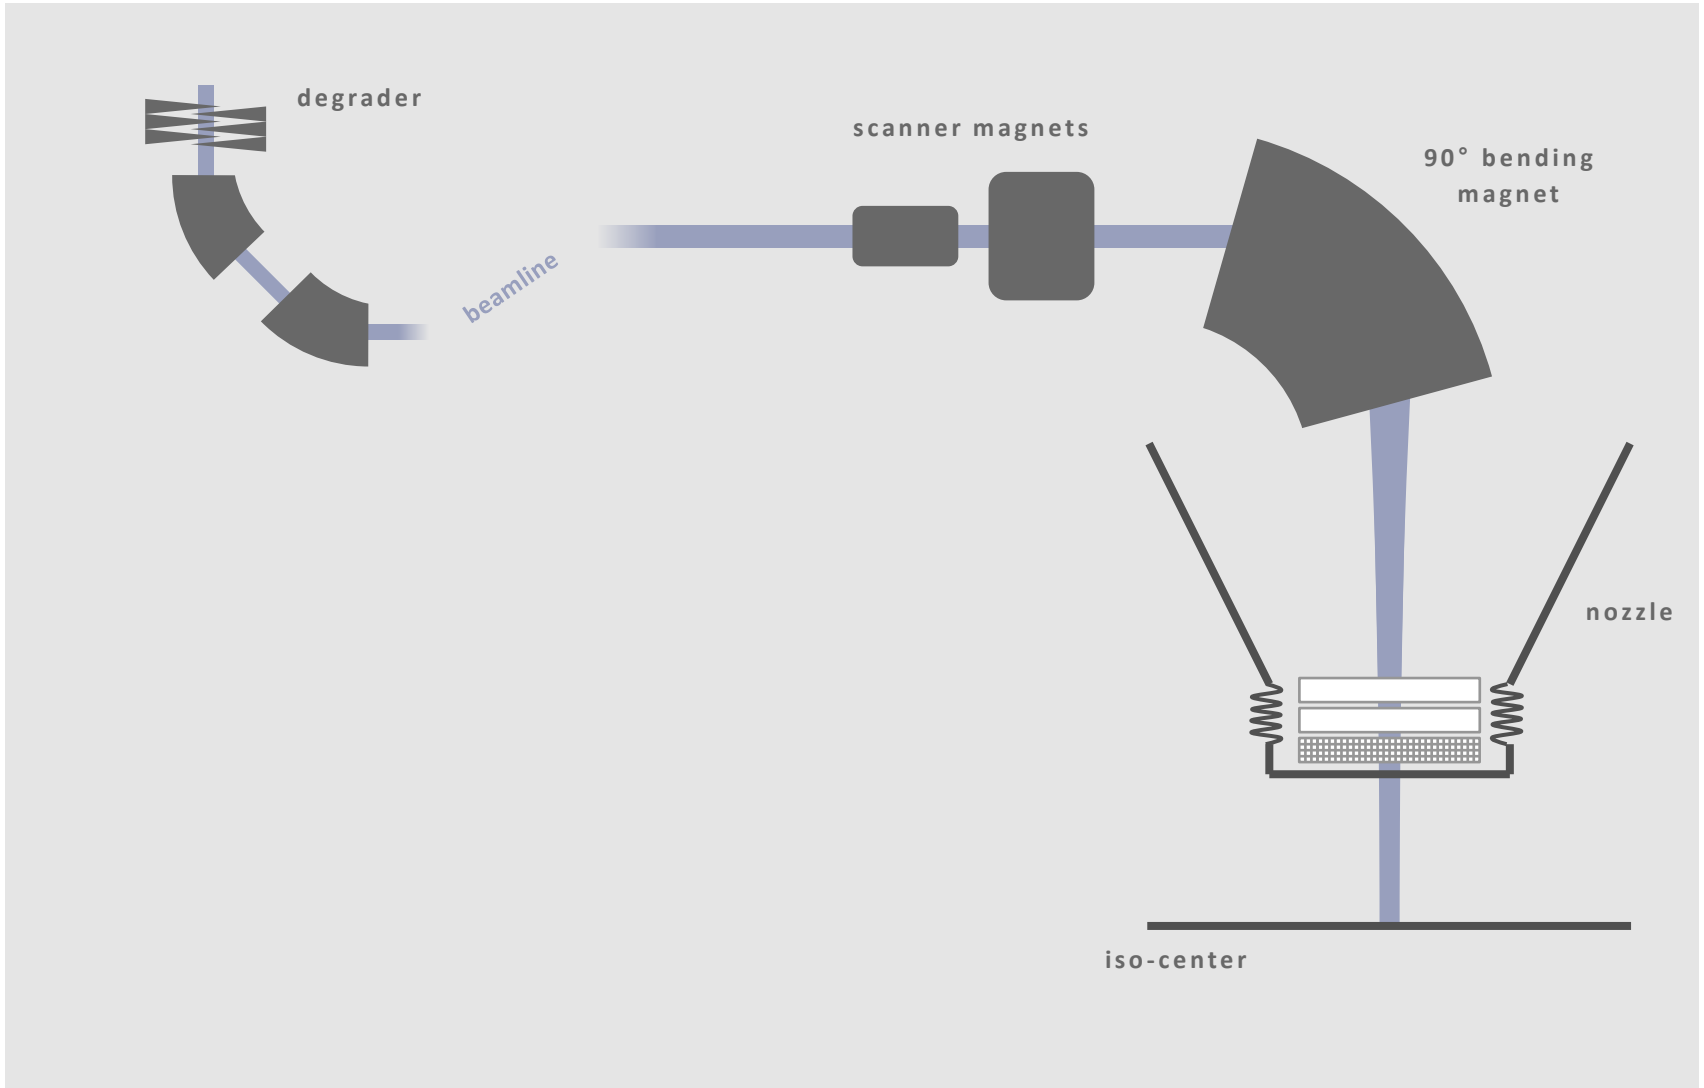 degrader
scanner magnets
90° bending
magnet
beamline
nozzle
iso-center